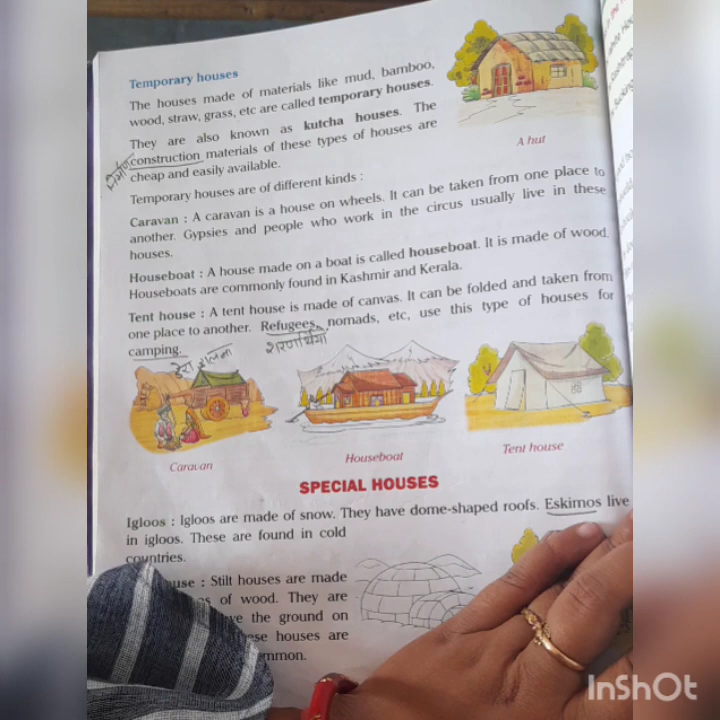 Temporary houses
The houses made of materials like mud, bamboo,
wood, straw, grass, etc are called temporary houses.
They are also known as kutcha houses. The
construction materials of these types of houses are
cheap and easily available.
निर्माण
A hut
Temporary houses are of different kinds :
Caravan : A caravan is a house on wheels. It can be taken from one place to
another. Gypsies and people who work in the circus usually live in these
houses.
Houseboat : A house made on a boat is called houseboat. It is made of wood.
Houseboats are commonly found in Kashmir and Kerala.
Tent house : A tent house is made of canvas. It can be folded and taken from
one place to another. Refugees, nomads, etc, use this type of houses for
camping.
डेरा डालना
Caravan
Houseboat
Tent house
SPECIAL HOUSES
Igloos : Igloos are made of snow. They have dome-shaped roofs. Eskimos live
in igloos. These are found in cold
countries.
use : Stilt houses are made
of wood. They are
the ground on
houses are
InShOt